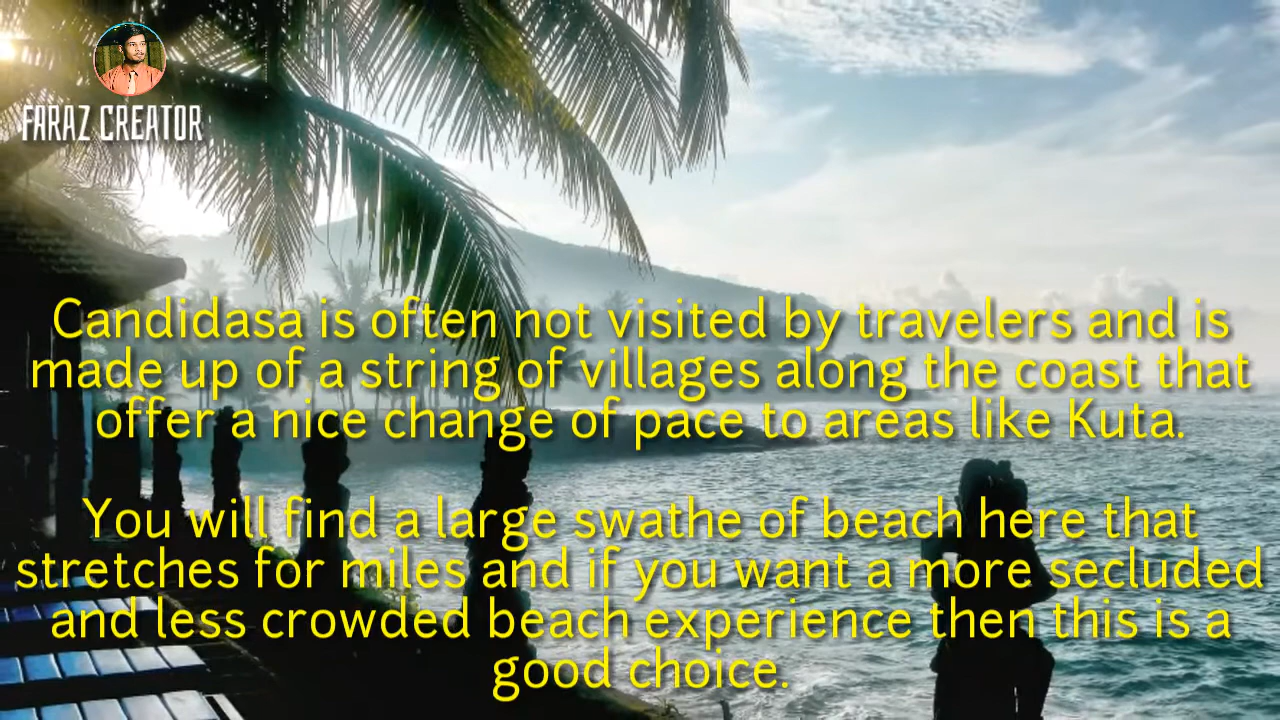 FARAZ CREATOR
Candidasa is often not visited by travelers and is
made up of a string of villages along the coast that
offer a nice change of pace to areas like Kuta.
You will find a large swathe of beach here that
stretches for miles and if you want a more secluded
and less crowded beach experience then this is a
good choice.